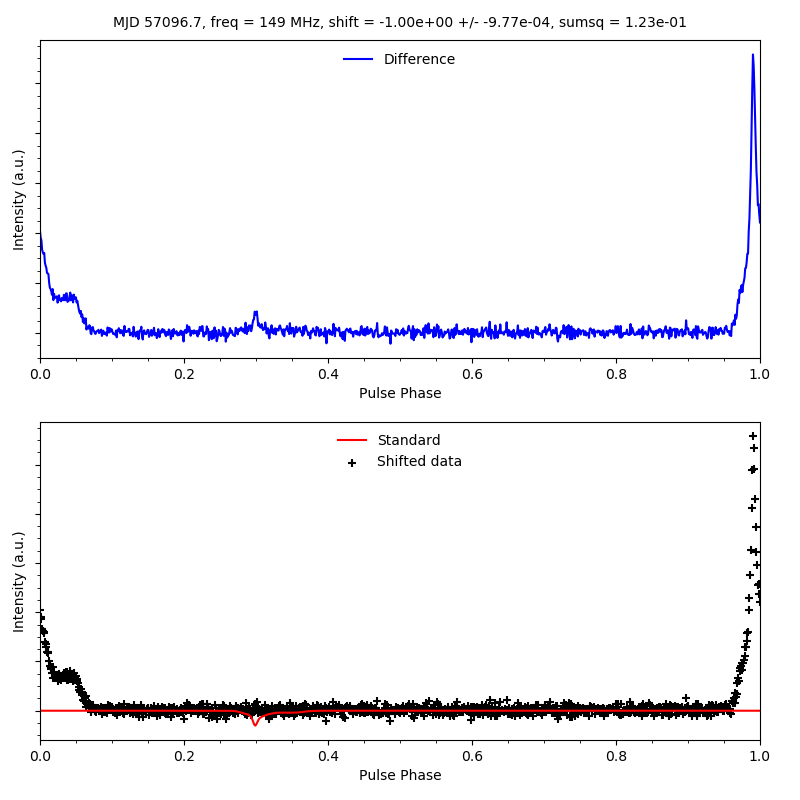 MJD 57096.7, freq = 149 MHz, shift = -1.00e+00 +/- -9.77e-04, sumsq = 1.23e-01
Difference
Intensity (a.u.)
0.0 0.2 0.4 0.6 0.8 1.0
Pulse Phase
Standard
Shifted data
Intensity (a.u.)
0.0 0.2 0.4 0.6 0.8 1.0
Pulse Phase